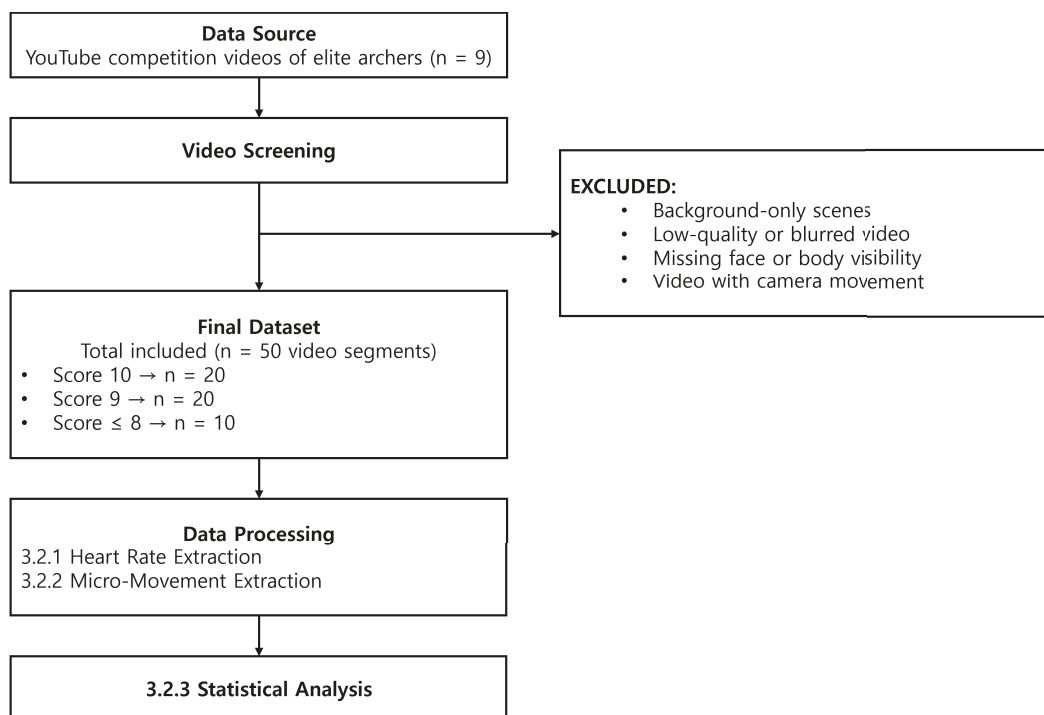 Data Source
YouTube competition videos of elite archers (n = 9)
Video Screening
EXCLUDED:
• Background-only scenes
• Low-quality or blurred video
• Missing face or body visibility
• Video with camera movement
Final Dataset
Total included (n = 50 video segments)
• Score 10 → n = 20
• Score 9 → n = 20
• Score ≤ 8 → n = 10
Data Processing
3.2.1 Heart Rate Extraction
3.2.2 Micro-Movement Extraction
3.2.3 Statistical Analysis